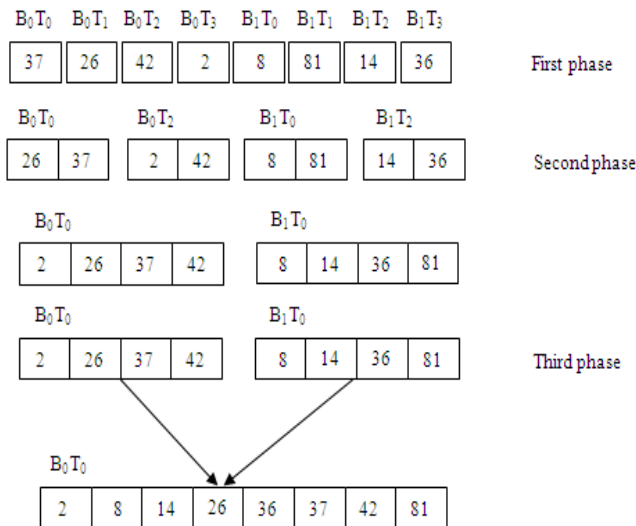 B₀T₀ B₀T₁ B₀T₂ B₀T₃ B₁T₀ B₁T₁ B₁T₂ B₁T₃
37 26 42 2 8 81 14 36 First phase
B₀T₀ B₀T₂ B₁T₀ B₁T₂
26 37 2 42 8 81 14 36 Second phase
B₀T₀ B₁T₀
2 26 37 42 8 14 36 81
B₀T₀ B₁T₀
2 26 37 42 8 14 36 81 Third phase
B₀T₀
2 8 14 26 36 37 42 81